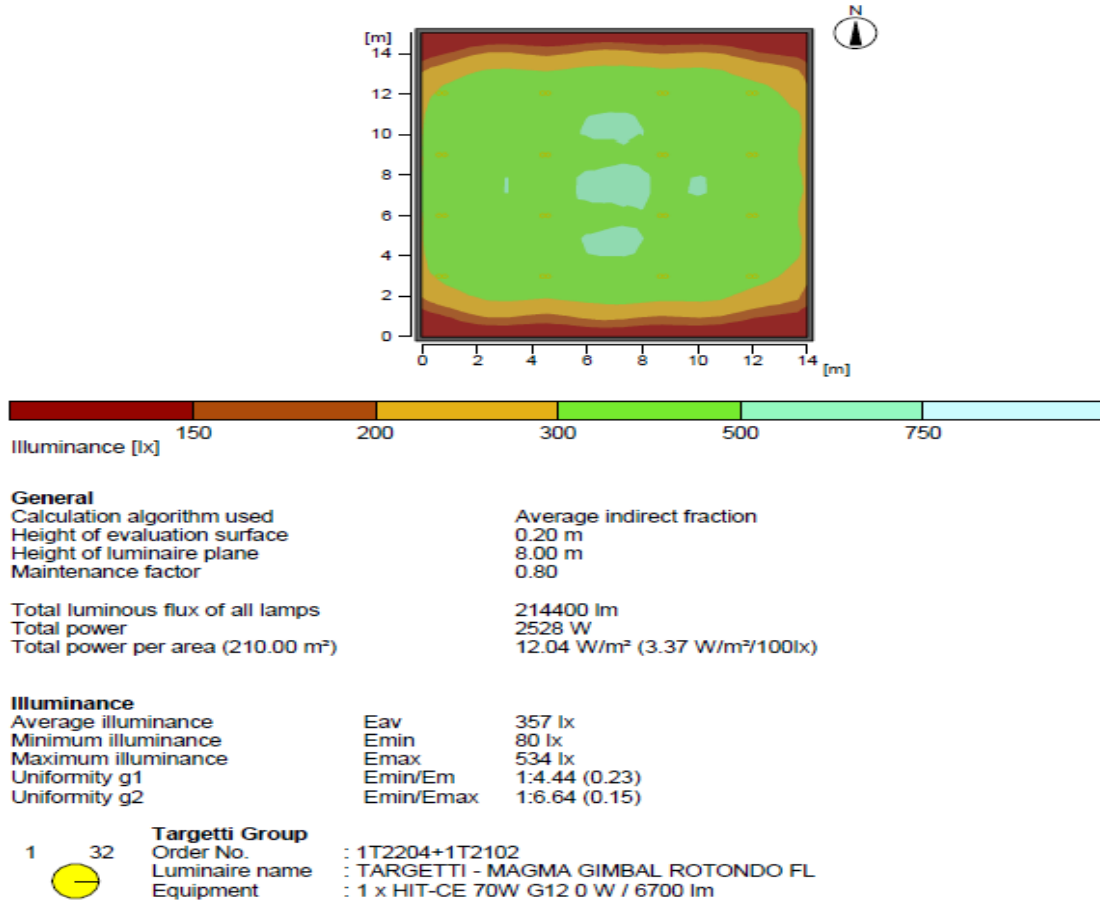 N
[m]
14
12
10
8
6
4
2
0
0 2 4 6 8 10 12 14 [m]
150 200 300 500 750
Illuminance [lx]
General
Calculation algorithm used Average indirect fraction
Height of evaluation surface 0.20 m
Height of luminaire plane 8.00 m
Maintenance factor 0.80
Total luminous flux of all lamps 214400 lm
Total power 2528 W
Total power per area (210.00 m²) 12.04 W/m² (3.37 W/m²/100lx)
Illuminance
Average illuminance Eav 357 lx
Minimum illuminance Emin 80 lx
Maximum illuminance Emax 534 lx
Uniformity g1 Emin/Em 1:4.44 (0.23)
Uniformity g2 Emin/Emax 1:6.64 (0.15)
Targetti Group
1 32 Order No. : 1T2204+1T2102
Luminaire name : TARGETTI - MAGMA GIMBAL ROTONDO FL
Equipment : 1 x HIT-CE 70W G12 0 W / 6700 lm